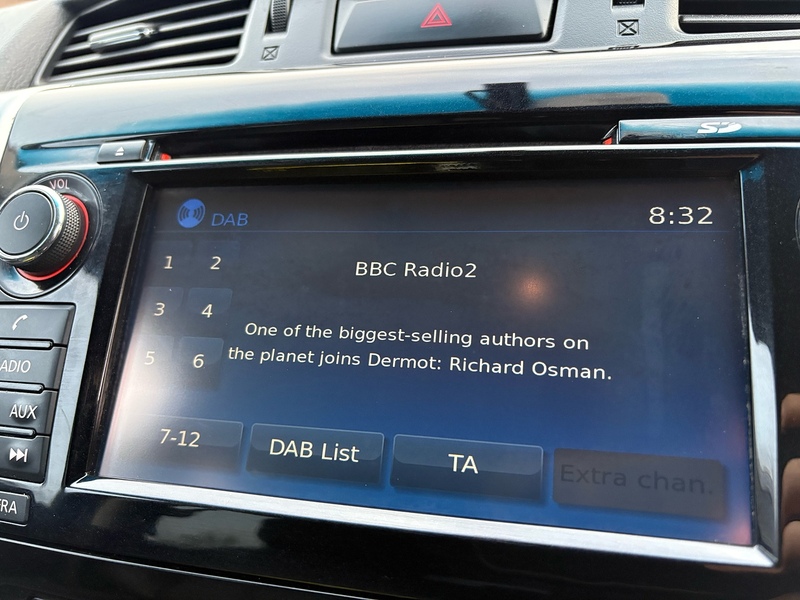 SD
VOL
DAB
8:32
1 2
BBC Radio2
3 4
One of the biggest-selling authors on
the planet joins Dermot: Richard Osman.
5 6
ADIO
AUX
7-12
DAB List
TA
Extra chan.
TRA